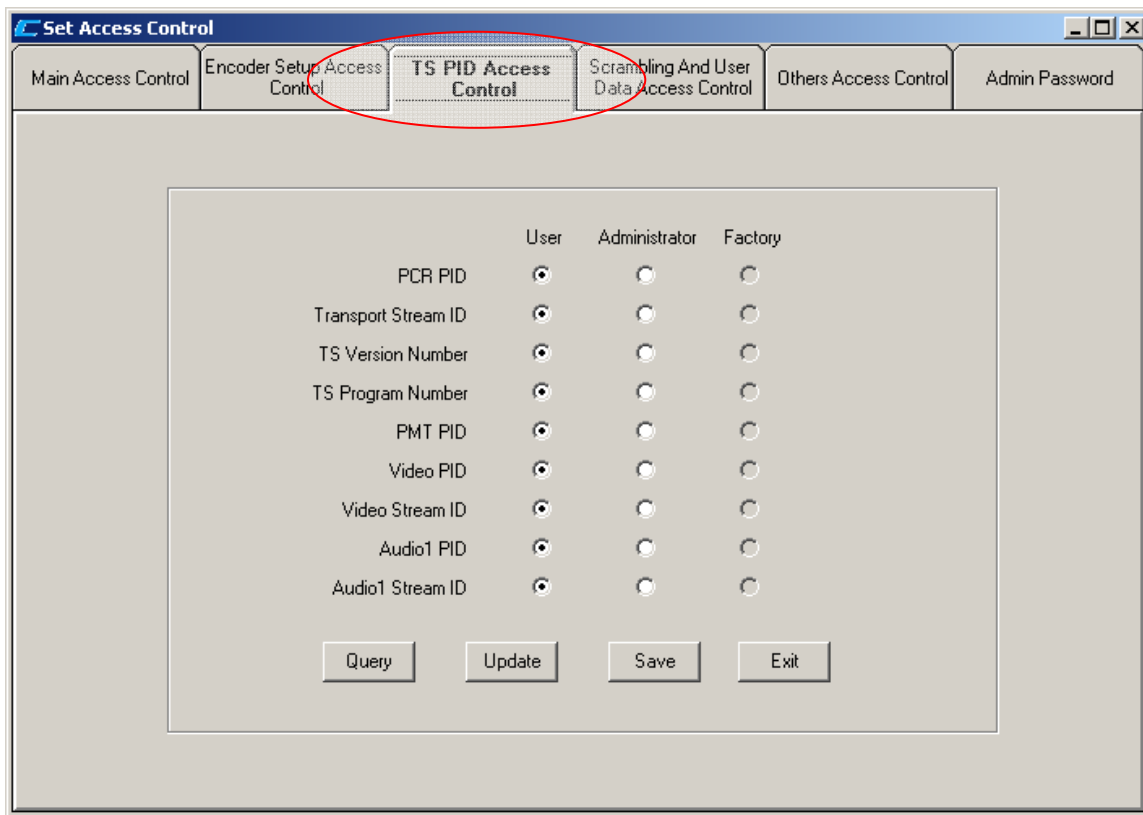 Set Access Control
Main Access Control
Encoder Setup Access
Control
TS PID Access
Control
Scrambling And User
Data Access Control
Others Access Control
Admin Password
User Administrator Factory
PCR PID
Transport Stream ID
TS Version Number
TS Program Number
PMT PID
Video PID
Video Stream ID
Audio1 PID
Audio1 Stream ID
Query Update Save Exit